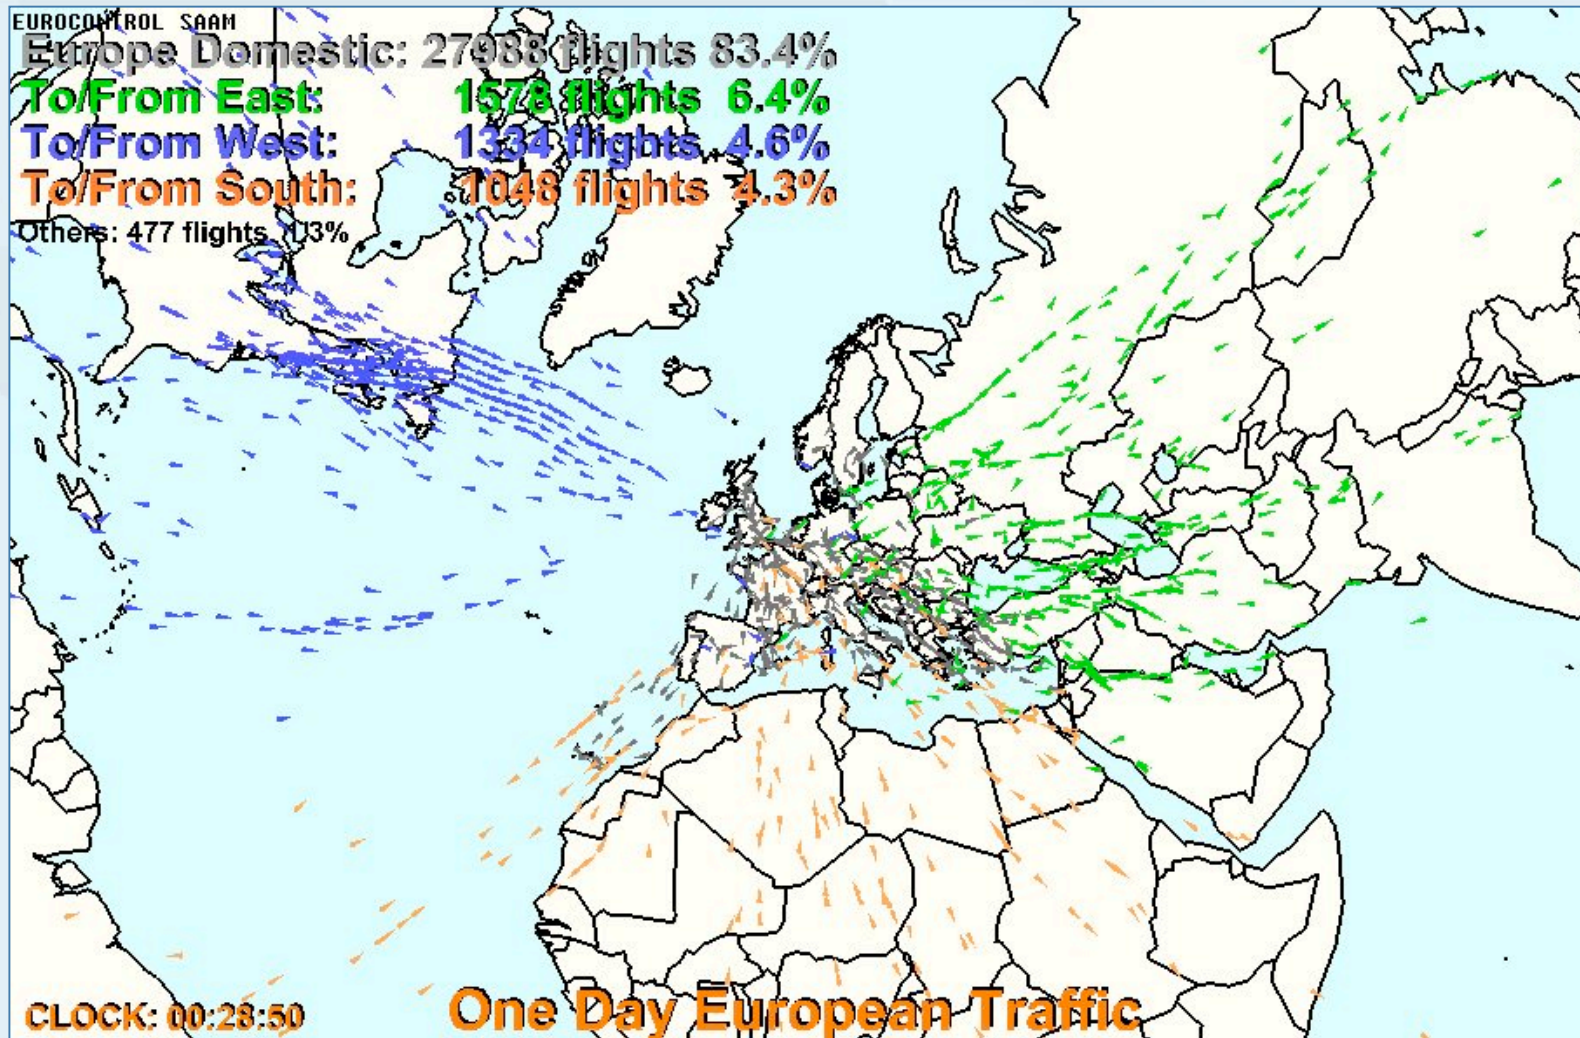 EUROCONTROL SAAM
Europe Domestic: 27988 flights 83.4%
To/From East: 1578 flights 6.4%
To/From West: 1334 flights 4.6%
To/From South: 1048 flights 4.3%
Others: 477 flights 1.3%
CLOCK: 00:28:50
One Day European Traffic